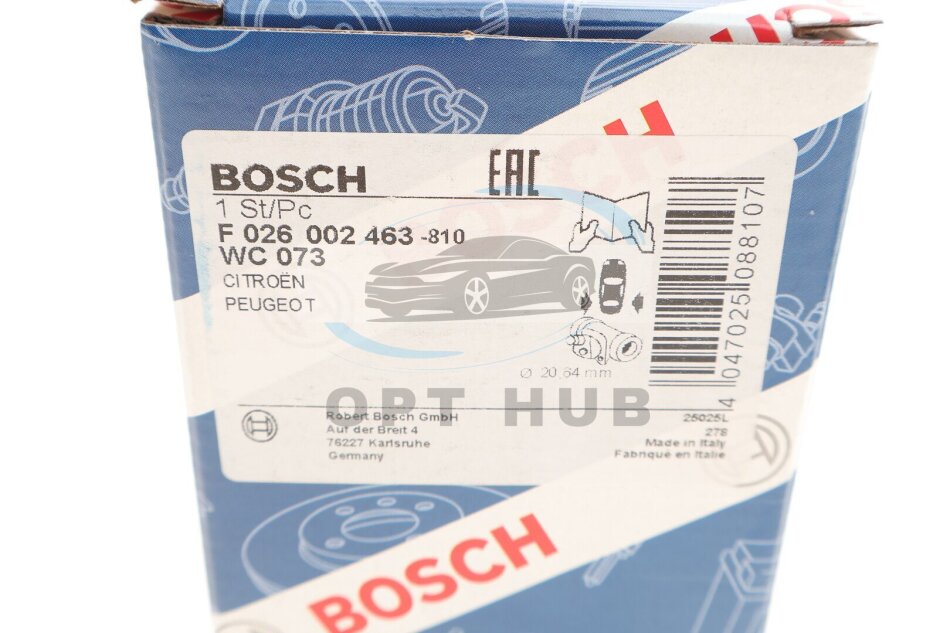 BOSCH
BOSCH
EAC
1 St/Pc
F 026 002 463 -810
WC 073
CITROËN
PEUGEOT
Ø 20,64 mm
4 047025 088107
OPT HUB
Robert Bosch GmbH
Auf der Breit 4
76227 Karlsruhe
Germany
25025L
278
Made in Italy
Fabriqué en Italie
BOSCH